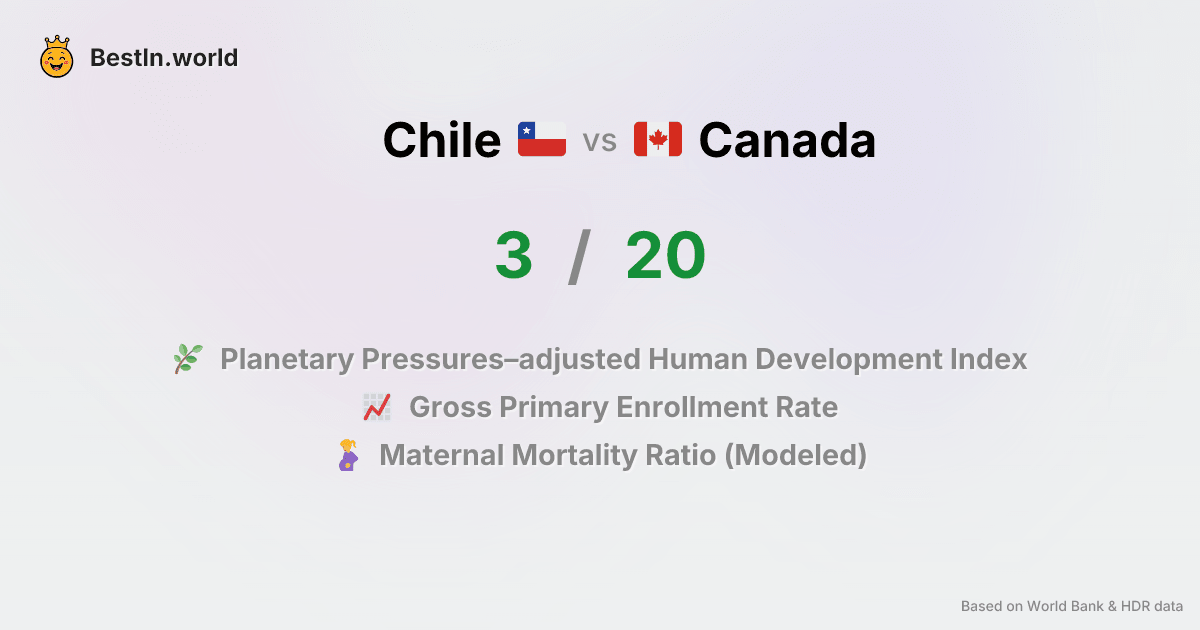 BestIn.world
Chile vs Canada
3 / 20
Planetary Pressures–adjusted Human Development Index
Gross Primary Enrollment Rate
Maternal Mortality Ratio (Modeled)
Based on World Bank & HDR data